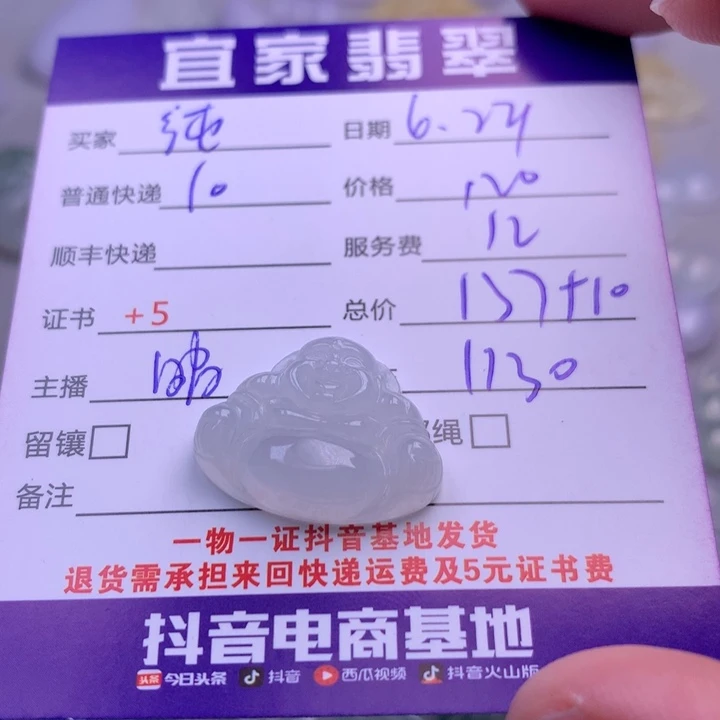 宜家翡翠
买家 纯 日期 6.24
普通快递 10 价格 120
顺丰快递 服务费 12
证书 +5 总价 137+10
主播 1130
留镶 绳
备注
一物一证抖音基地发货
退货需承担来回快递运费及5元证书费
抖音电商基地
头条 今日头条 抖音 西瓜视频 抖音火山版